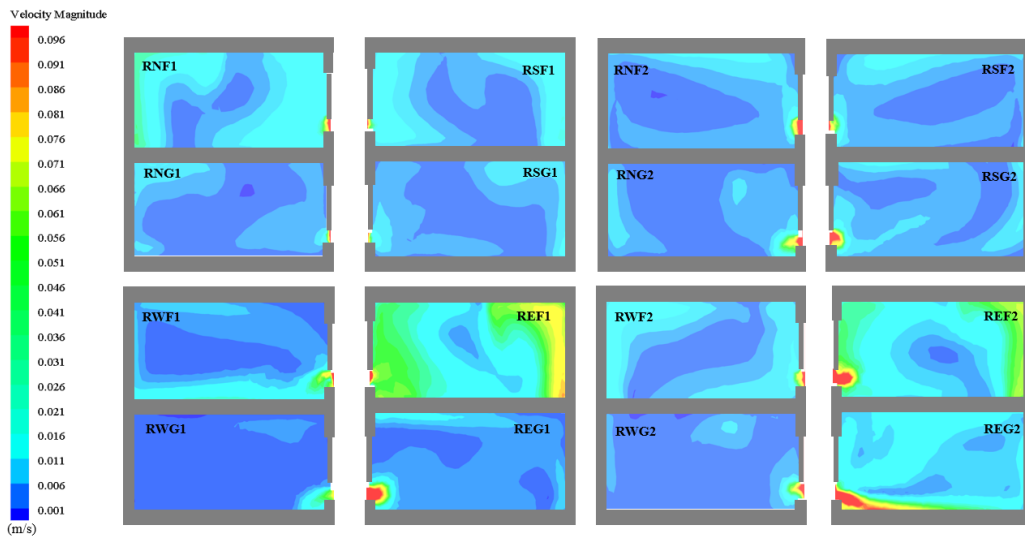 Velocity Magnitude
0.096
0.091
0.086
0.081
0.076
0.071
0.066
0.061
0.056
0.051
0.046
0.041
0.036
0.031
0.026
0.021
0.016
0.011
0.006
0.001
(m/s)
RNF1
RSF1
RNF2
RSF2
RNG1
RSG1
RNG2
RSG2
RWF1
REF1
RWF2
REF2
RWG1
REG1
RWG2
REG2